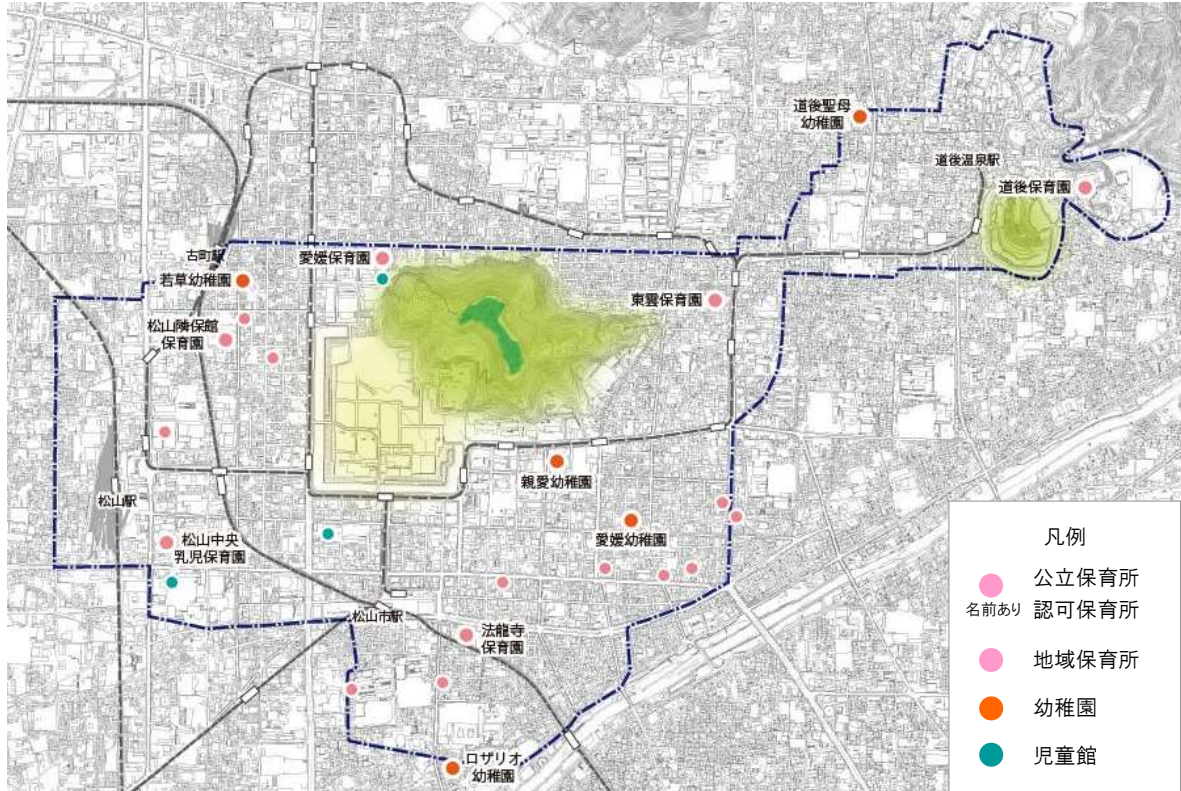 道後聖母
幼稚園
道後温泉駅
道後保育園
古町駅
愛媛保育園
若草幼稚園
東雲保育園
松山隣保館
保育園
親愛幼稚園
松山駅
愛媛幼稚園
松山中央
乳児保育園
松山市駅
法龍寺
保育園
ロザリオ
幼稚園
凡例
公立保育所
名前あり 認可保育所
地域保育所
幼稚園
児童館